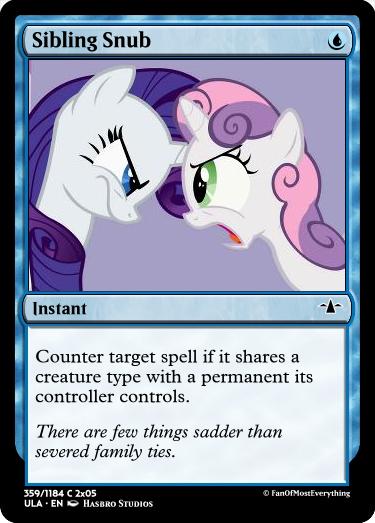 Sibling Snub
Instant
Counter target spell if it shares a
creature type with a permanent its
controller controls.
There are few things sadder than
severed family ties.
359/1184 C 2x05
ULA • EN Hasbro Studios
© FanOfMostEverything